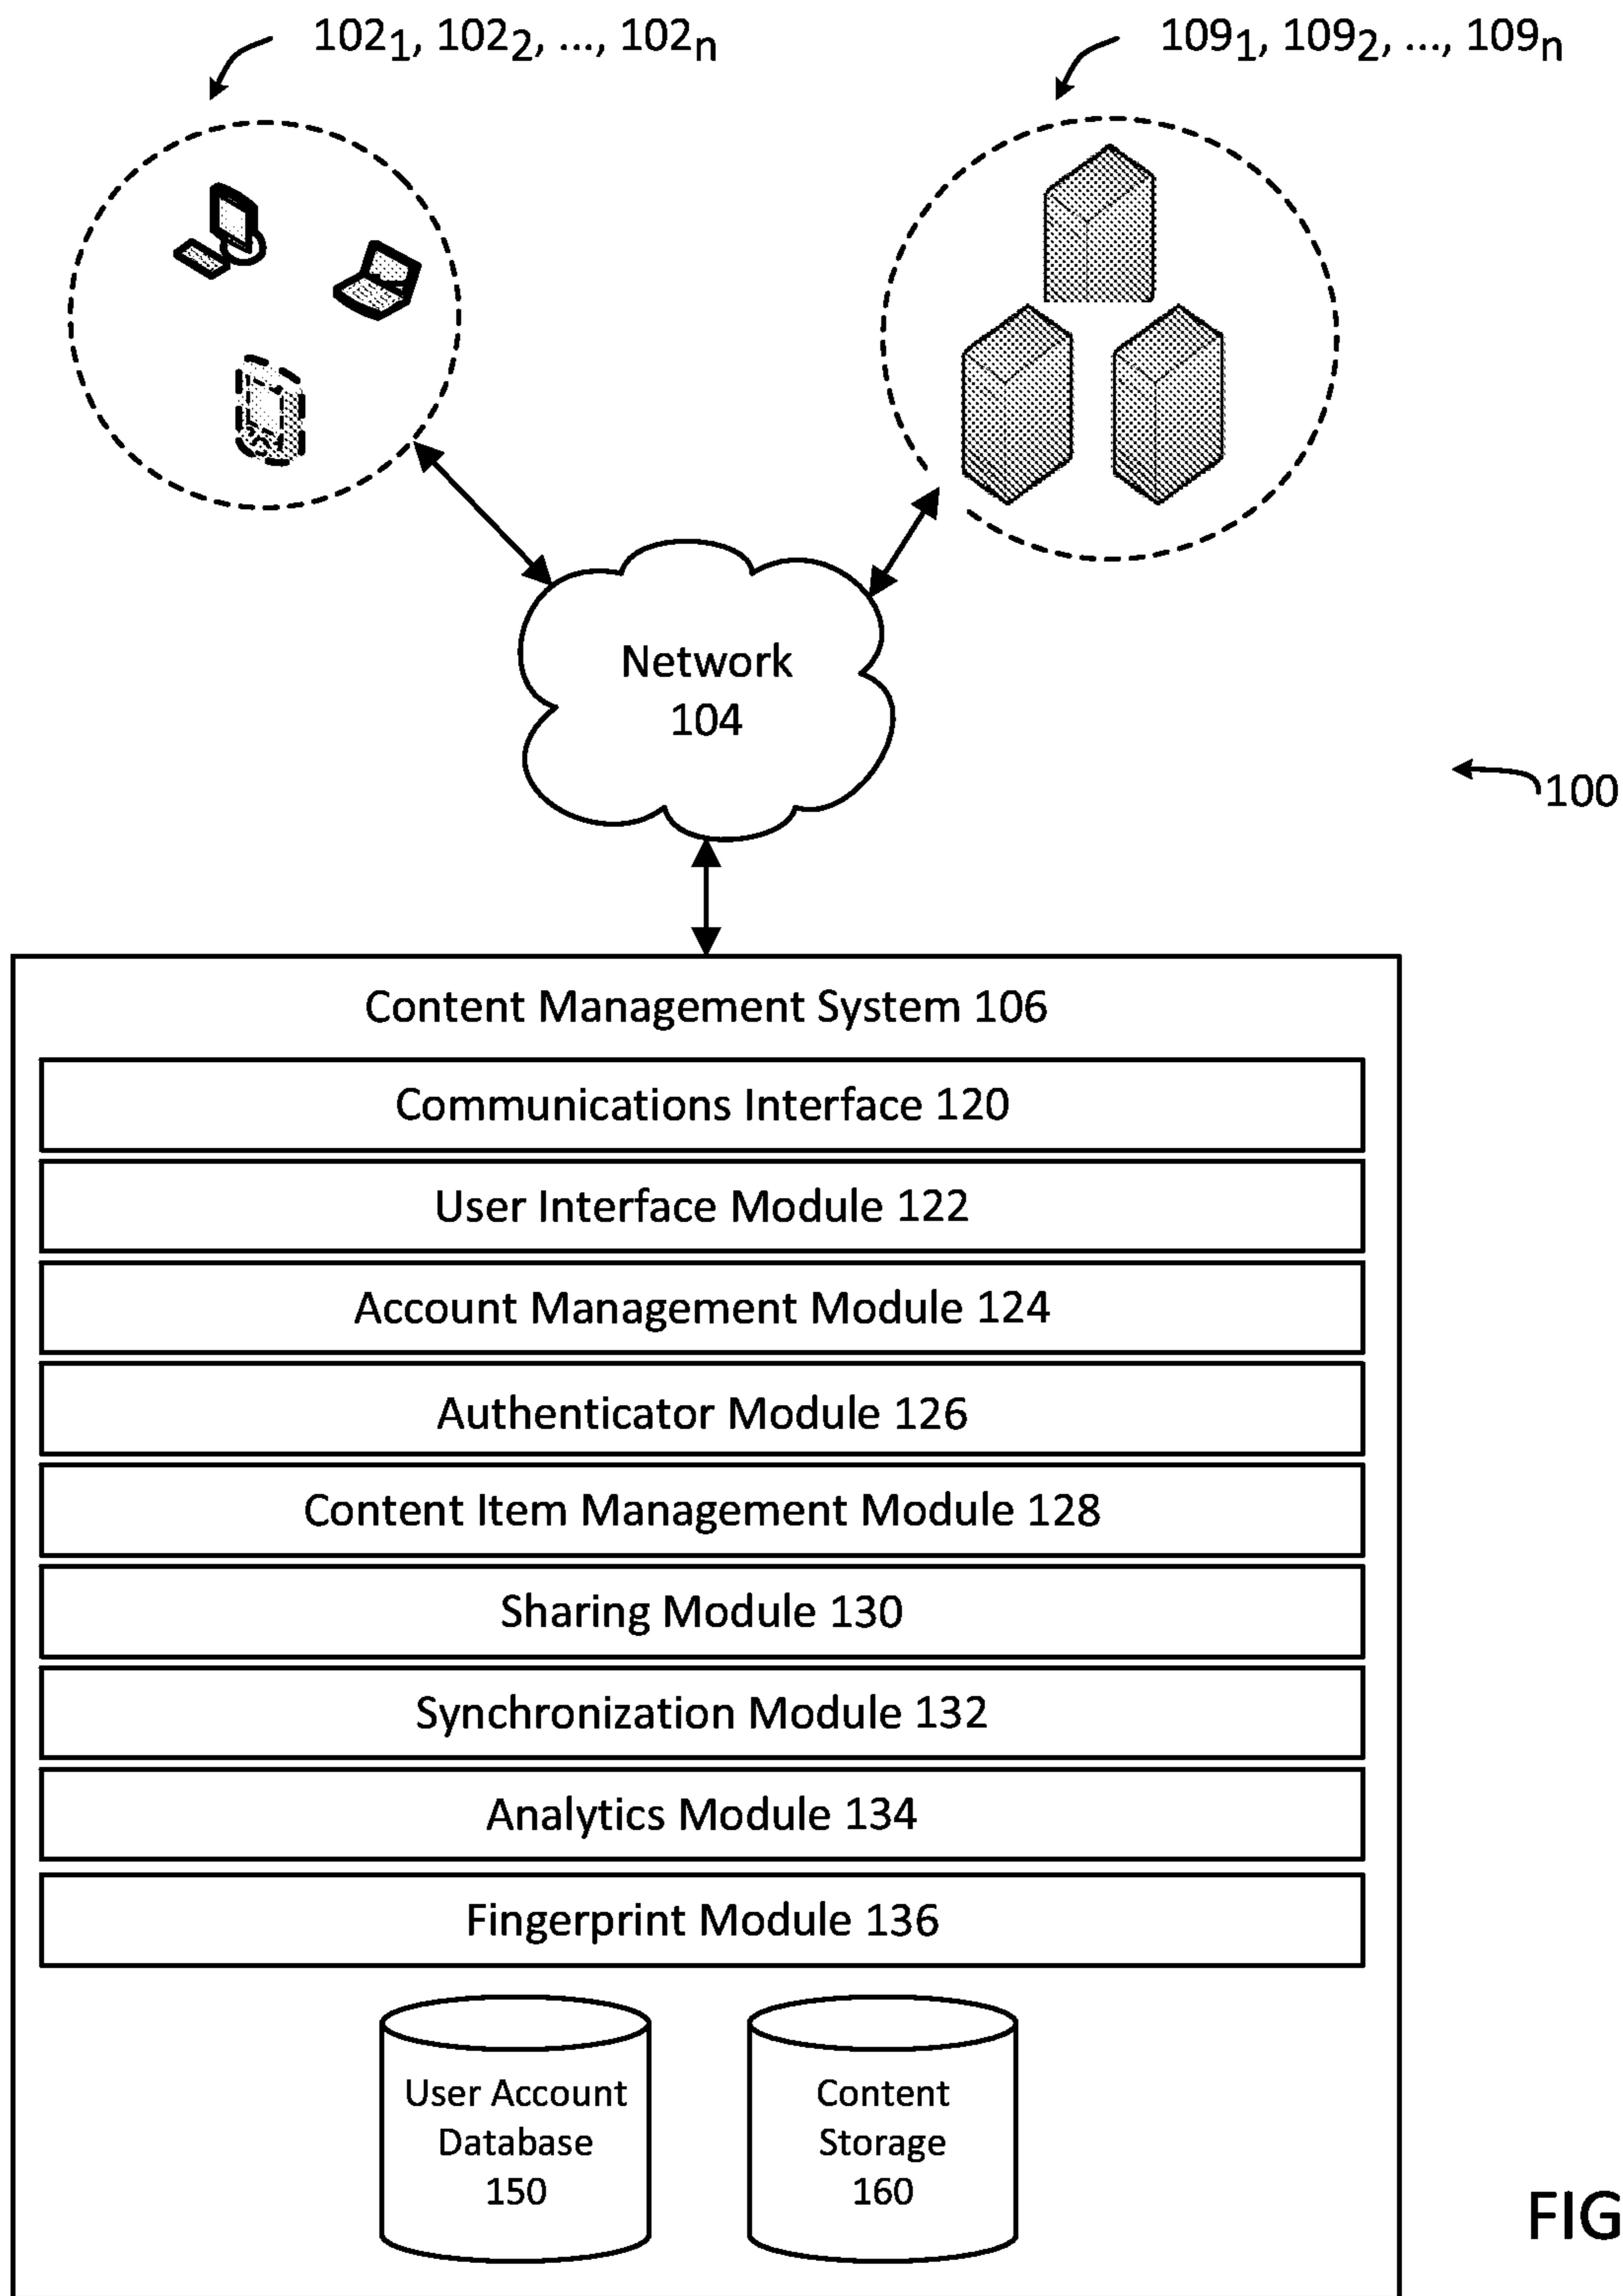 102₁, 102₂, ..., 102ₙ
109₁, 109₂, ..., 109ₙ
Network
104
100
Content Management System 106
Communications Interface 120
User Interface Module 122
Account Management Module 124
Authenticator Module 126
Content Item Management Module 128
Sharing Module 130
Synchronization Module 132
Analytics Module 134
Fingerprint Module 136
User Account
Database
150
Content
Storage
160
FIG